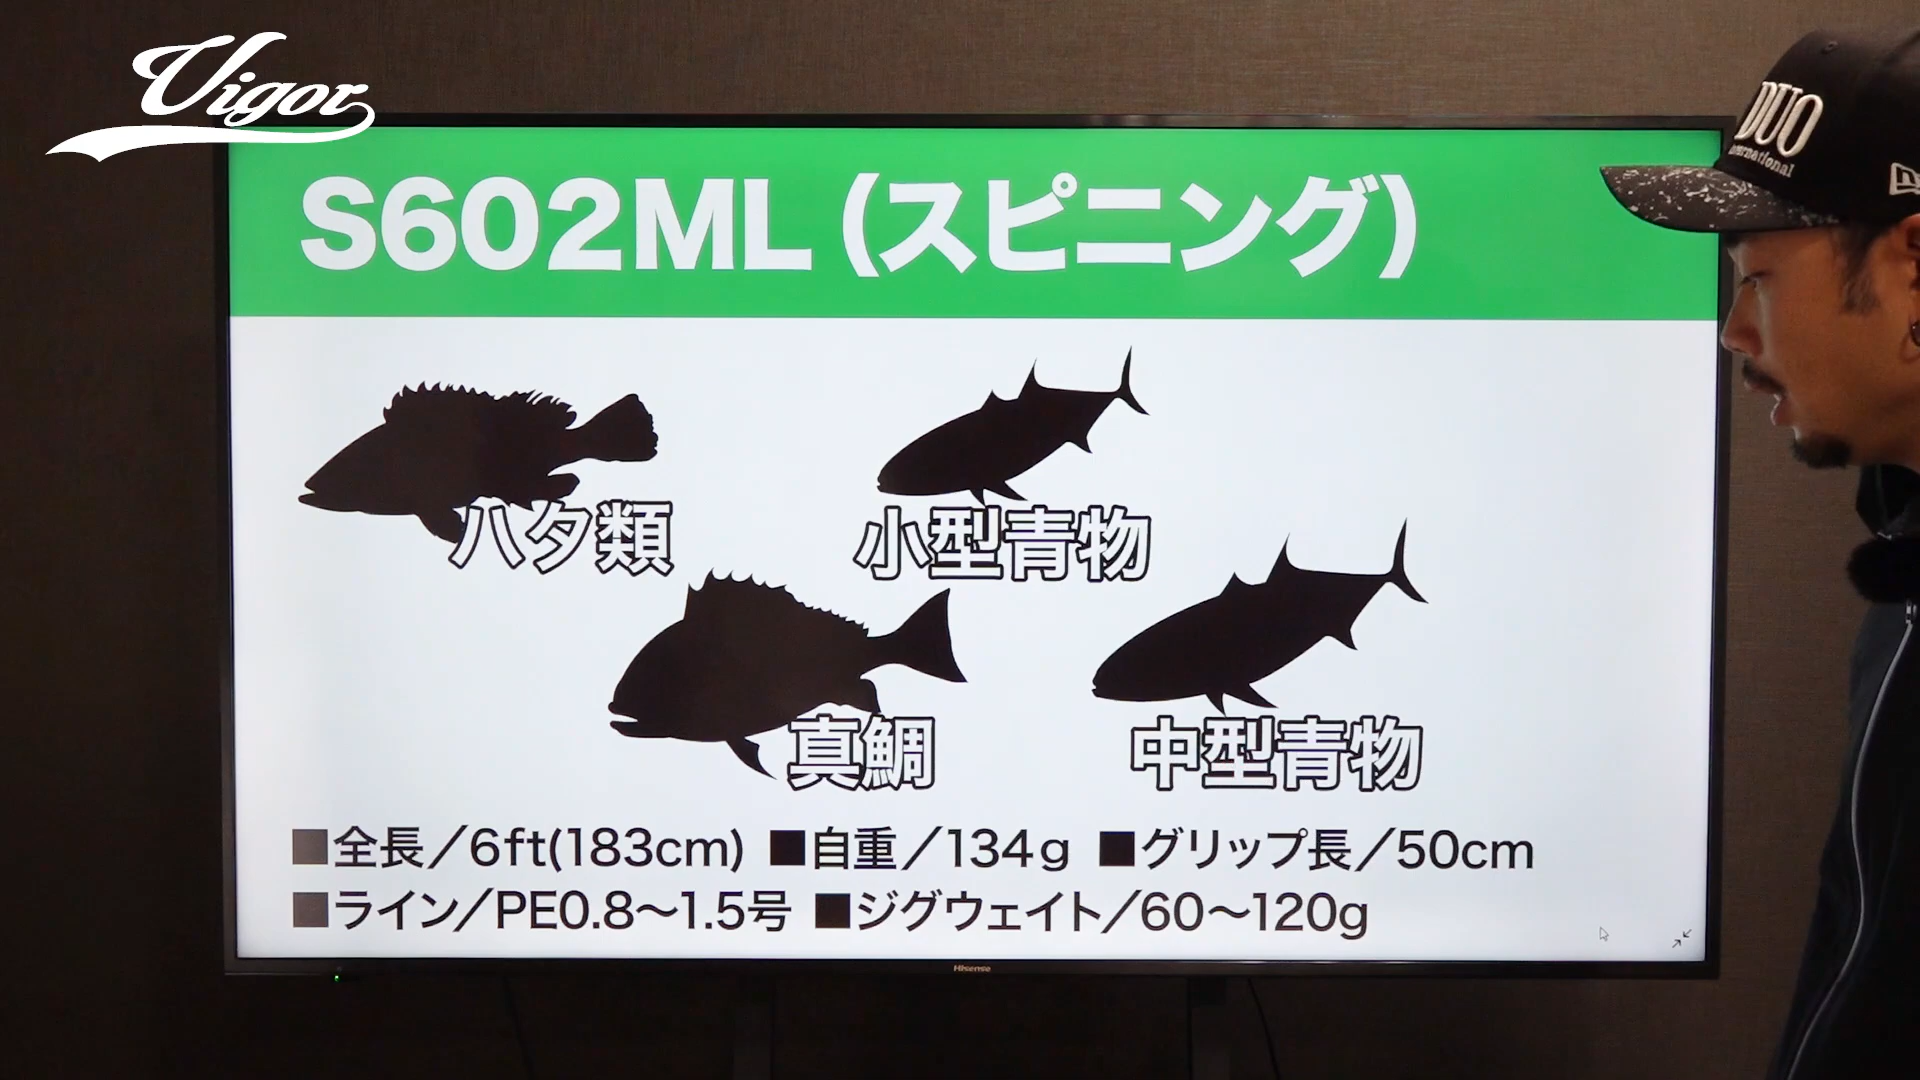 Vigor
DUO
International
S602ML（スピニング）
ハタ類
小型青物
真鯛
中型青物
■全長／6ft(183cm) ■自重／134g ■グリップ長／50cm
■ライン／PE0.8～1.5号 ■ジグウェイト／60～120g
Hisense